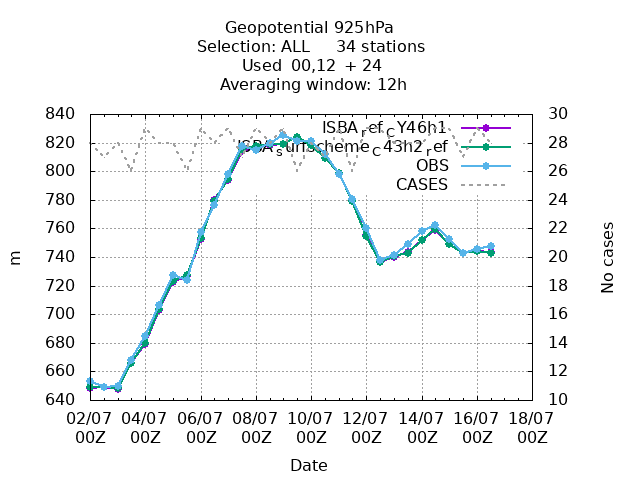 Geopotential 925hPa
Selection: ALL 34 stations
Used 00,12 + 24
Averaging window: 12h
840
820
800
780
760
740
720
700
680
660
640
m
30
28
26
24
22
20
18
16
14
12
10
No cases
ISBA_ref_CY46h1
ISBA_surfscheme_C43h2_ref
OBS
CASES
02/07 04/07 06/07 08/07 10/07 12/07 14/07 16/07 18/07
00Z 00Z 00Z 00Z 00Z 00Z 00Z 00Z 00Z
Date